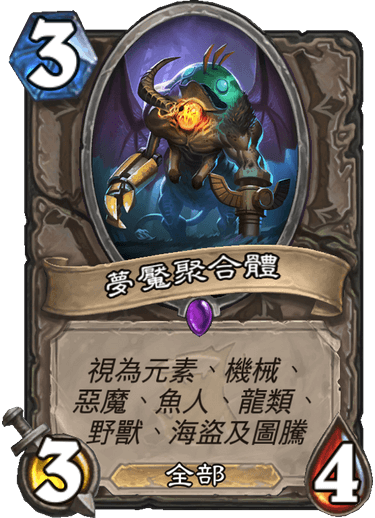 3
夢魘聚合體
視為元素、機械、
惡魔、魚人、龍類、
野獸、海盜及圖騰
3
全部
4